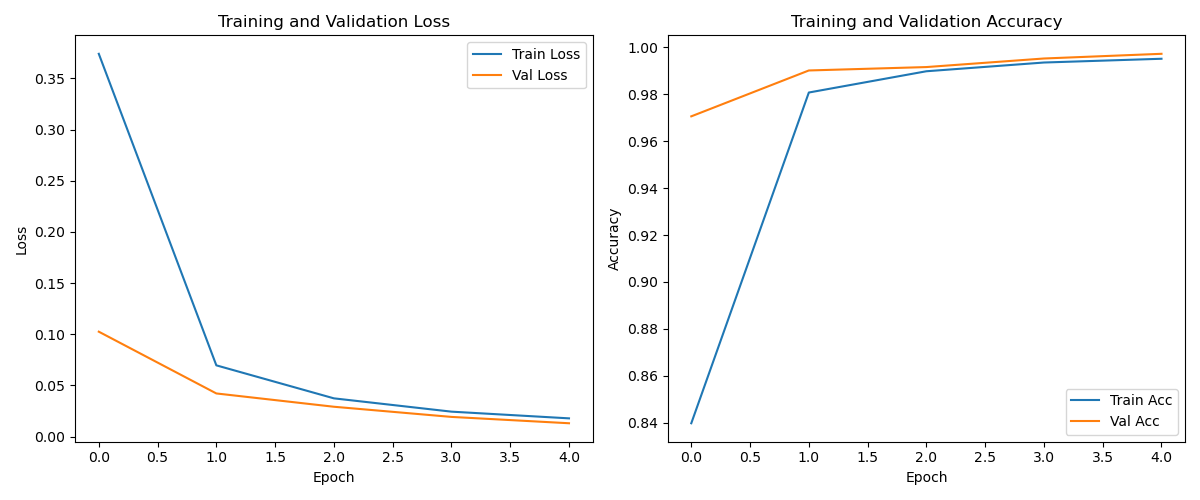 Training and Validation Loss
Train Loss
Val Loss
0.35
0.30
0.25
0.20
0.15
0.10
0.05
0.00
Loss
0.0 0.5 1.0 1.5 2.0 2.5 3.0 3.5 4.0
Epoch
Training and Validation Accuracy
1.00
0.98
0.96
0.94
0.92
0.90
0.88
0.86
0.84
Accuracy
Train Acc
Val Acc
0.0 0.5 1.0 1.5 2.0 2.5 3.0 3.5 4.0
Epoch